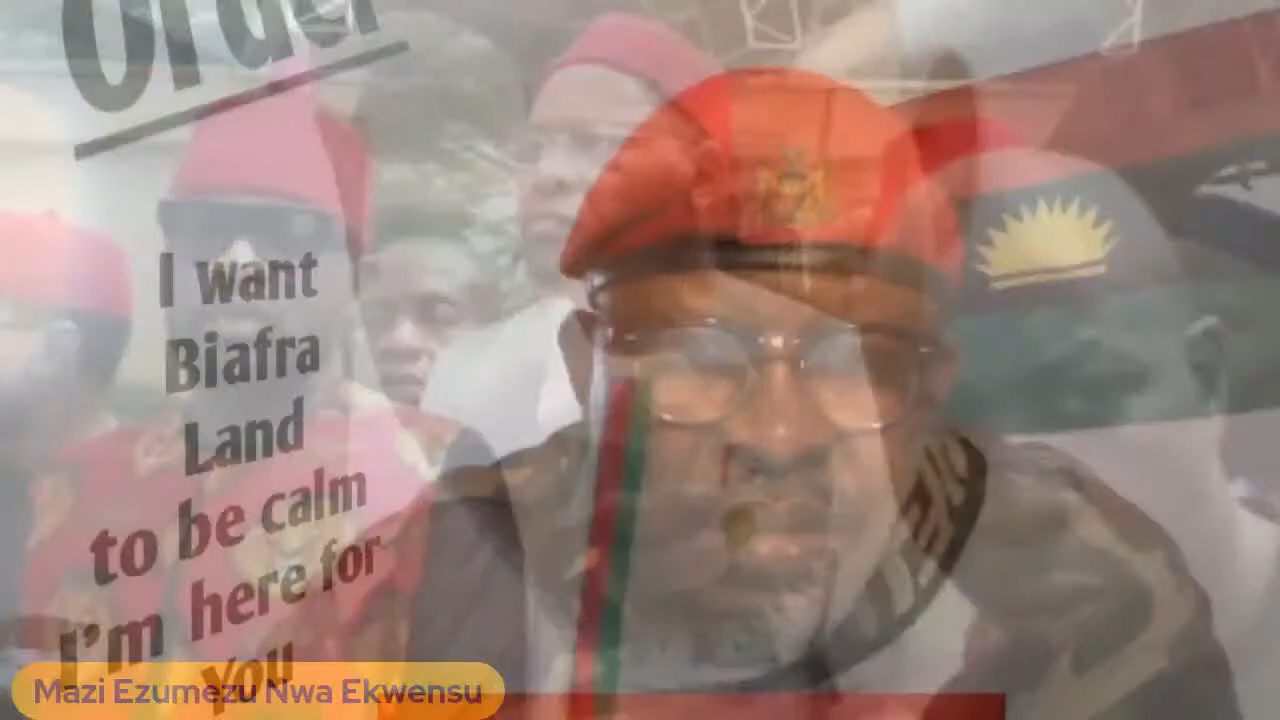 Order
I want
Biafra
Land
to be calm
I'm here for
You
Mazi Ezumezu Nwa Ekwensu